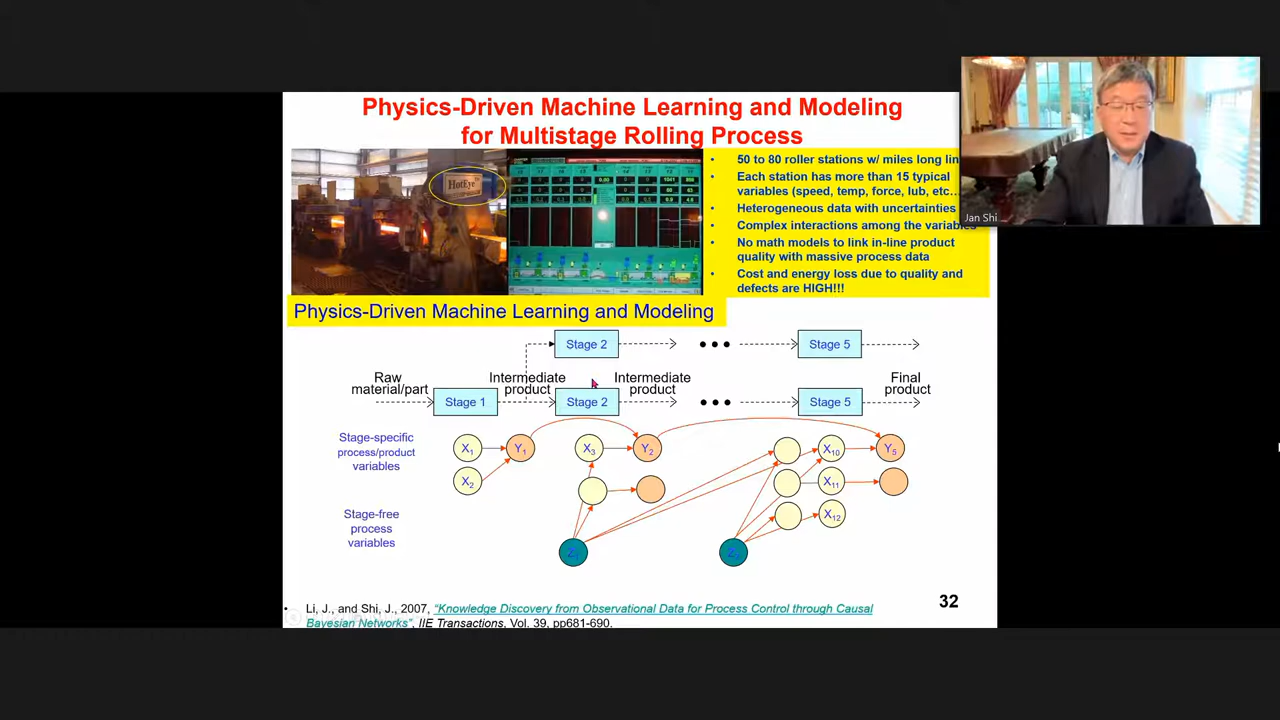 Physics-Driven Machine Learning and Modeling
for Multistage Rolling Process
HotEye
50 to 80 roller stations w/ miles long
Each station has more than 15 typical
variables (speed, temp, force, lub, etc…
Heterogeneous data with uncertainties
Complex interactions among the variables
No math models to link in-line product
quality with massive process data
Cost and energy loss due to quality and
defects are HIGH!!!
Jan Shi
Physics-Driven Machine Learning and Modeling
Stage 2
Stage 5
Raw
material/part
Intermediate
product
Intermediate
product
Final
product
Stage 1
Stage 2
Stage 5
Stage-specific
process/product
variables
X1
Y1
X3
Y2
X10
Y5
X2
X11
X12
Stage-free
process
variables
Li, J., and Shi, J., 2007, “Knowledge Discovery from Observational Data for Process Control through Causal
Bayesian Networks”, IIE Transactions, Vol. 39, pp681-690.
32